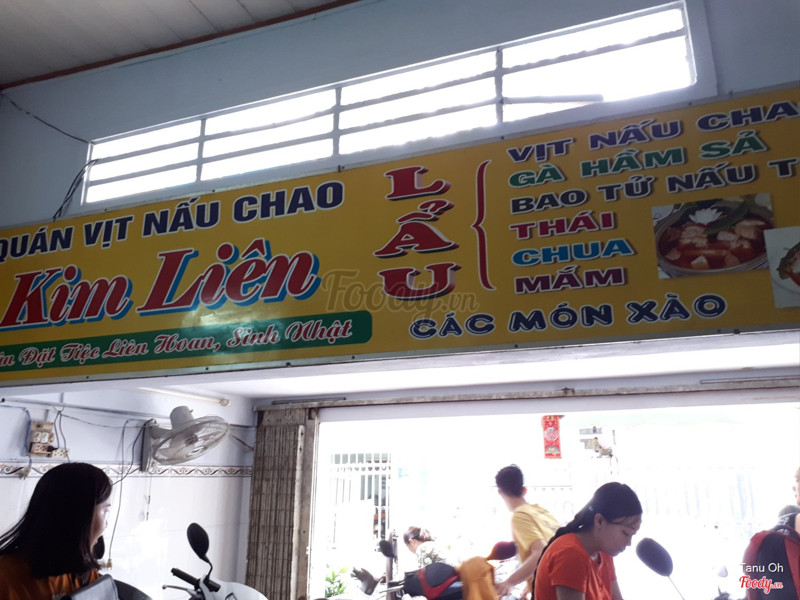 QUÁN VỊT NẤU CHAO
Kim Liên
Đặt Tiệc Liên Hoan, Sinh Nhật
LẨU
VỊT NẤU CHA
GÀ HẦM SẢ
BAO TỬ NẤU T
THÁI
CHUA
MẮM
CÁC MÓN XÀO
Foody.vn
Tanu Oh
Foody.vn